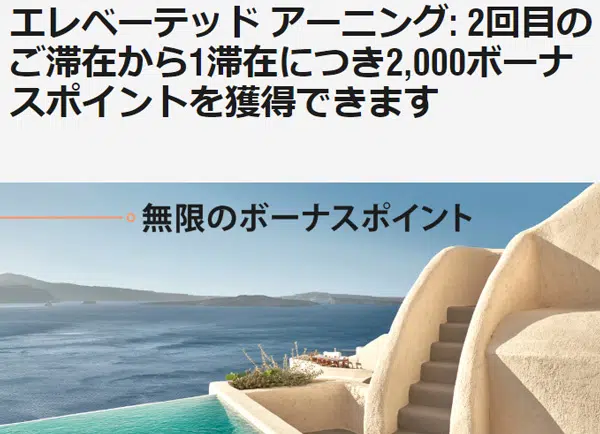 エレベーテッド アーニング: 2回目の
ご滞在から1滞在につき2,000ボーナ
スポイントを獲得できます
無限のボーナスポイント